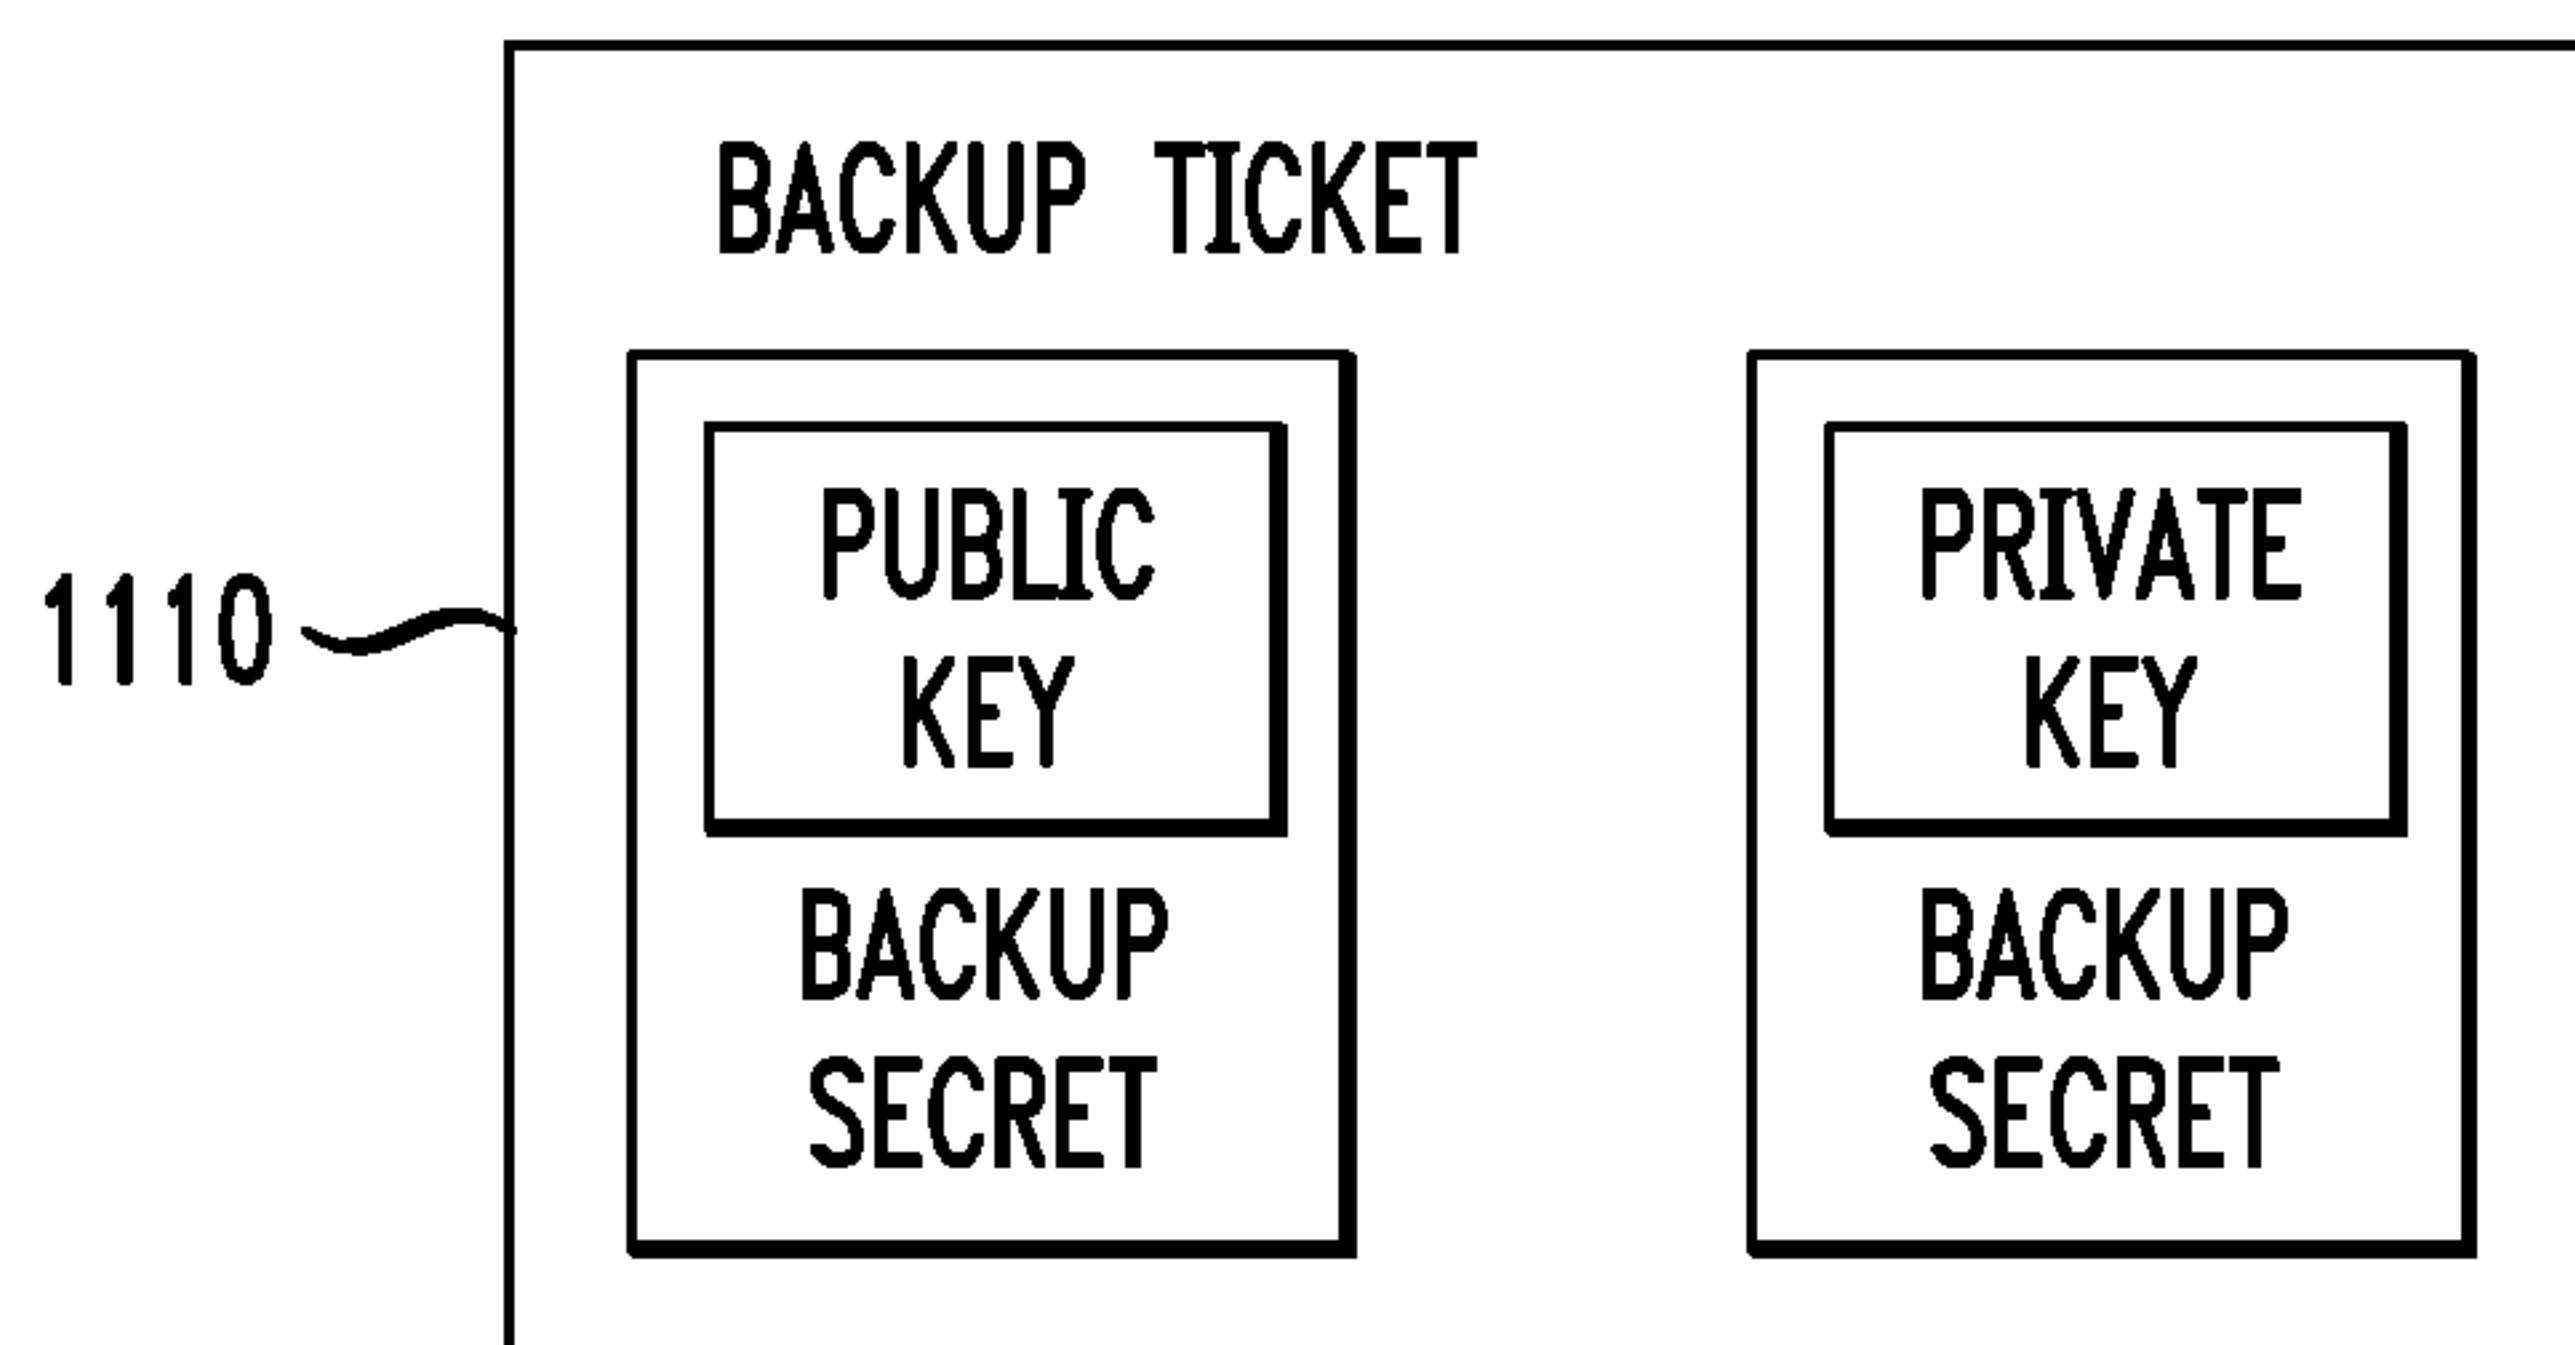 BACKUP TICKET
1110
PUBLIC
KEY
BACKUP
SECRET
PRIVATE
KEY
BACKUP
SECRET